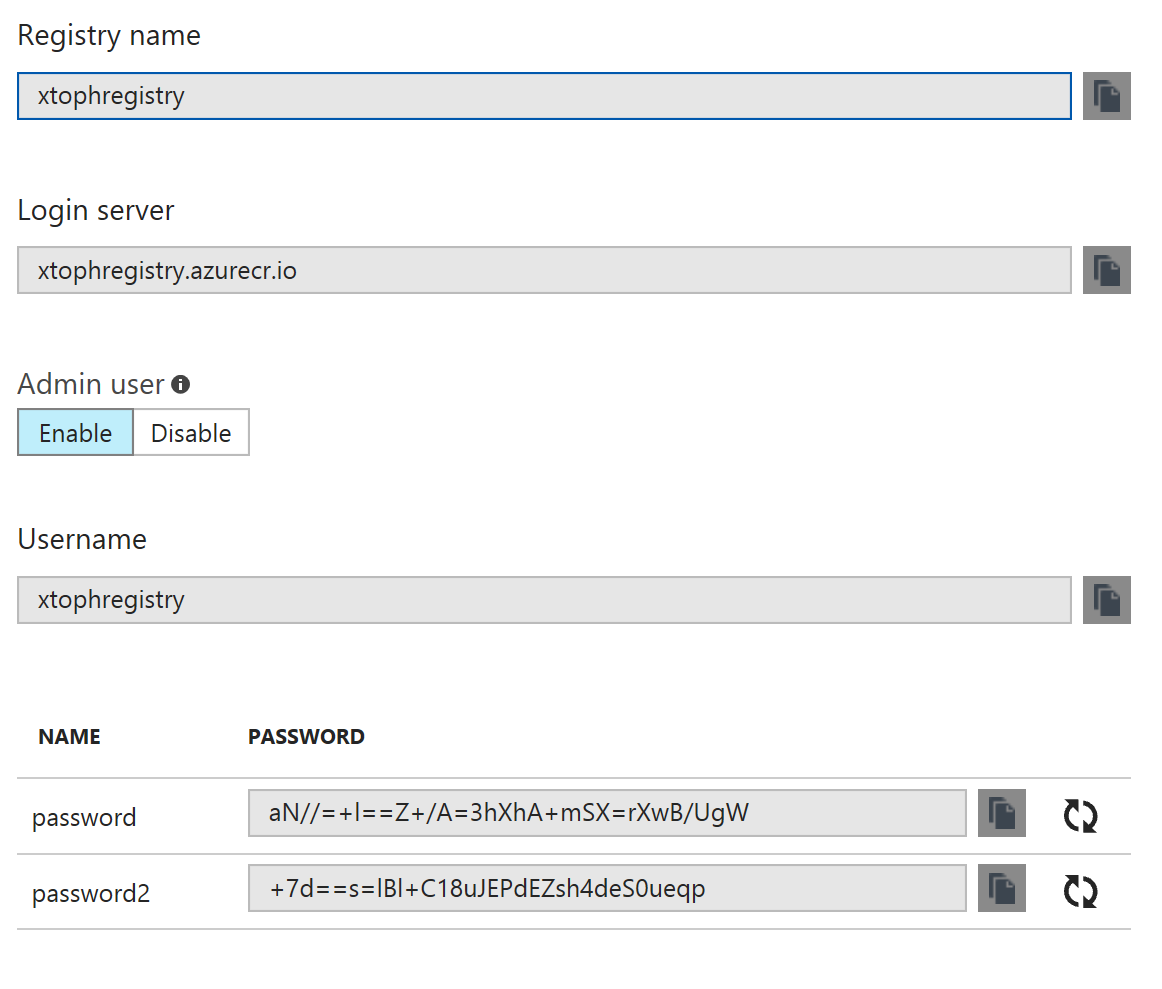 Registry name
xtophregistry
Login server
xtophregistry.azurecr.io
Admin user
Enable Disable
Username
xtophregistry
NAME PASSWORD
password aN//=+l==Z+/A=3hXhA+mSX=rXwB/UgW
password2 +7d==s=lBl+C18uJEPdEZsh4deS0ueqp